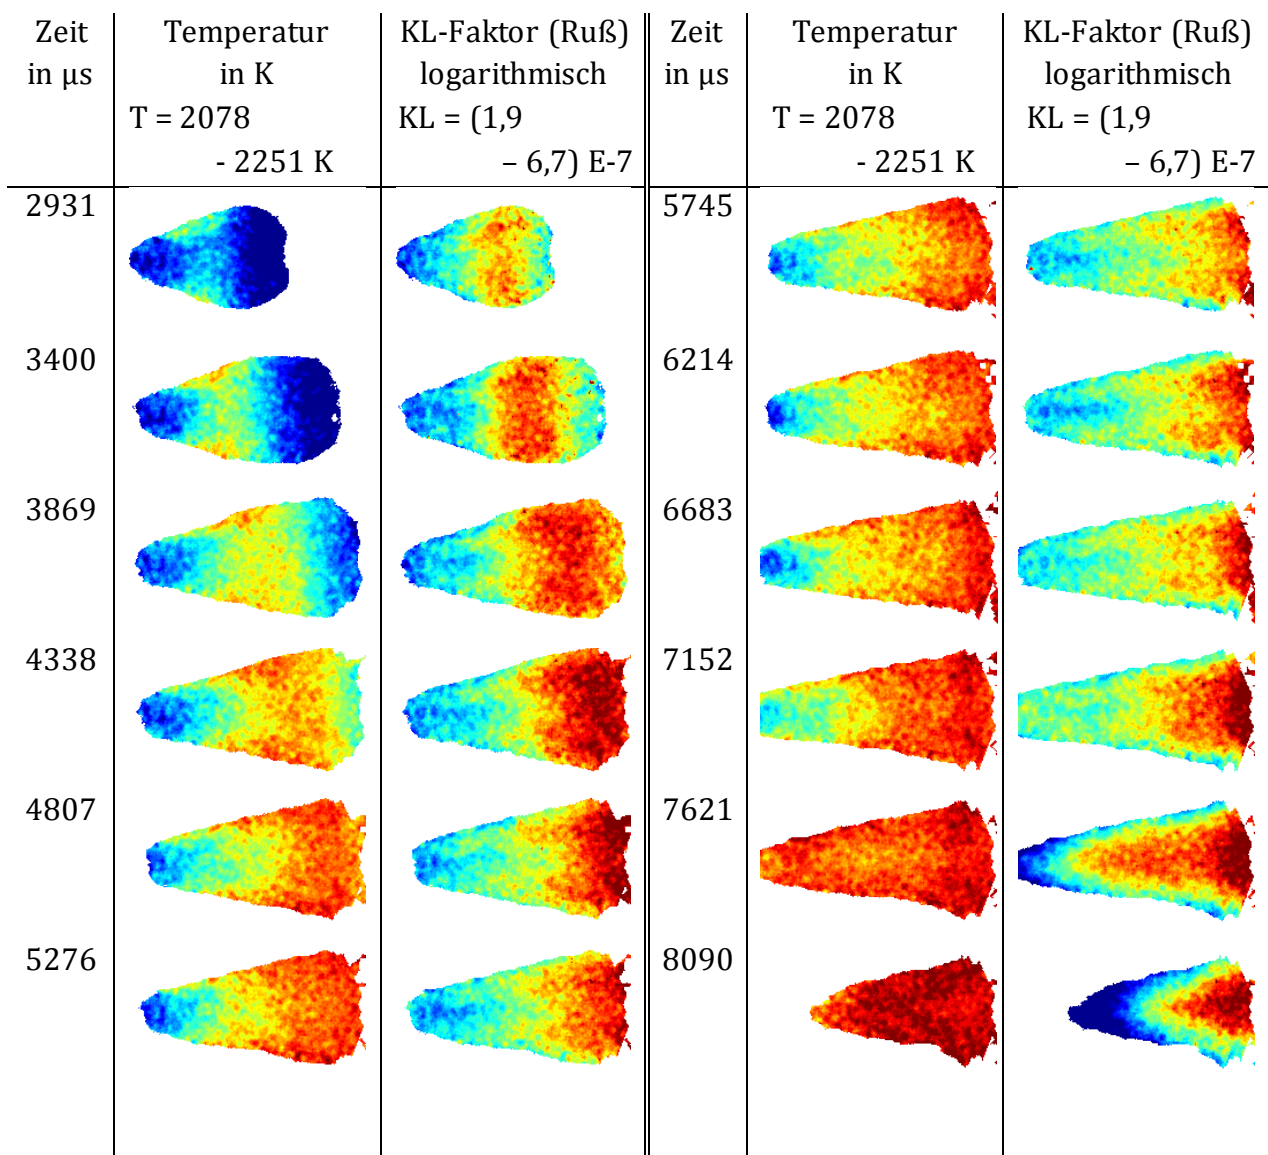 Zeit in µs
Temperatur in K
T = 2078 - 2251 K
KL-Faktor (Ruß) logarithmisch
KL = (1,9 – 6,7) E-7
Zeit in µs
Temperatur in K
T = 2078 - 2251 K
KL-Faktor (Ruß) logarithmisch
KL = (1,9 – 6,7) E-7
2931
5745
3400
6214
3869
6683
4338
7152
4807
7621
5276
8090